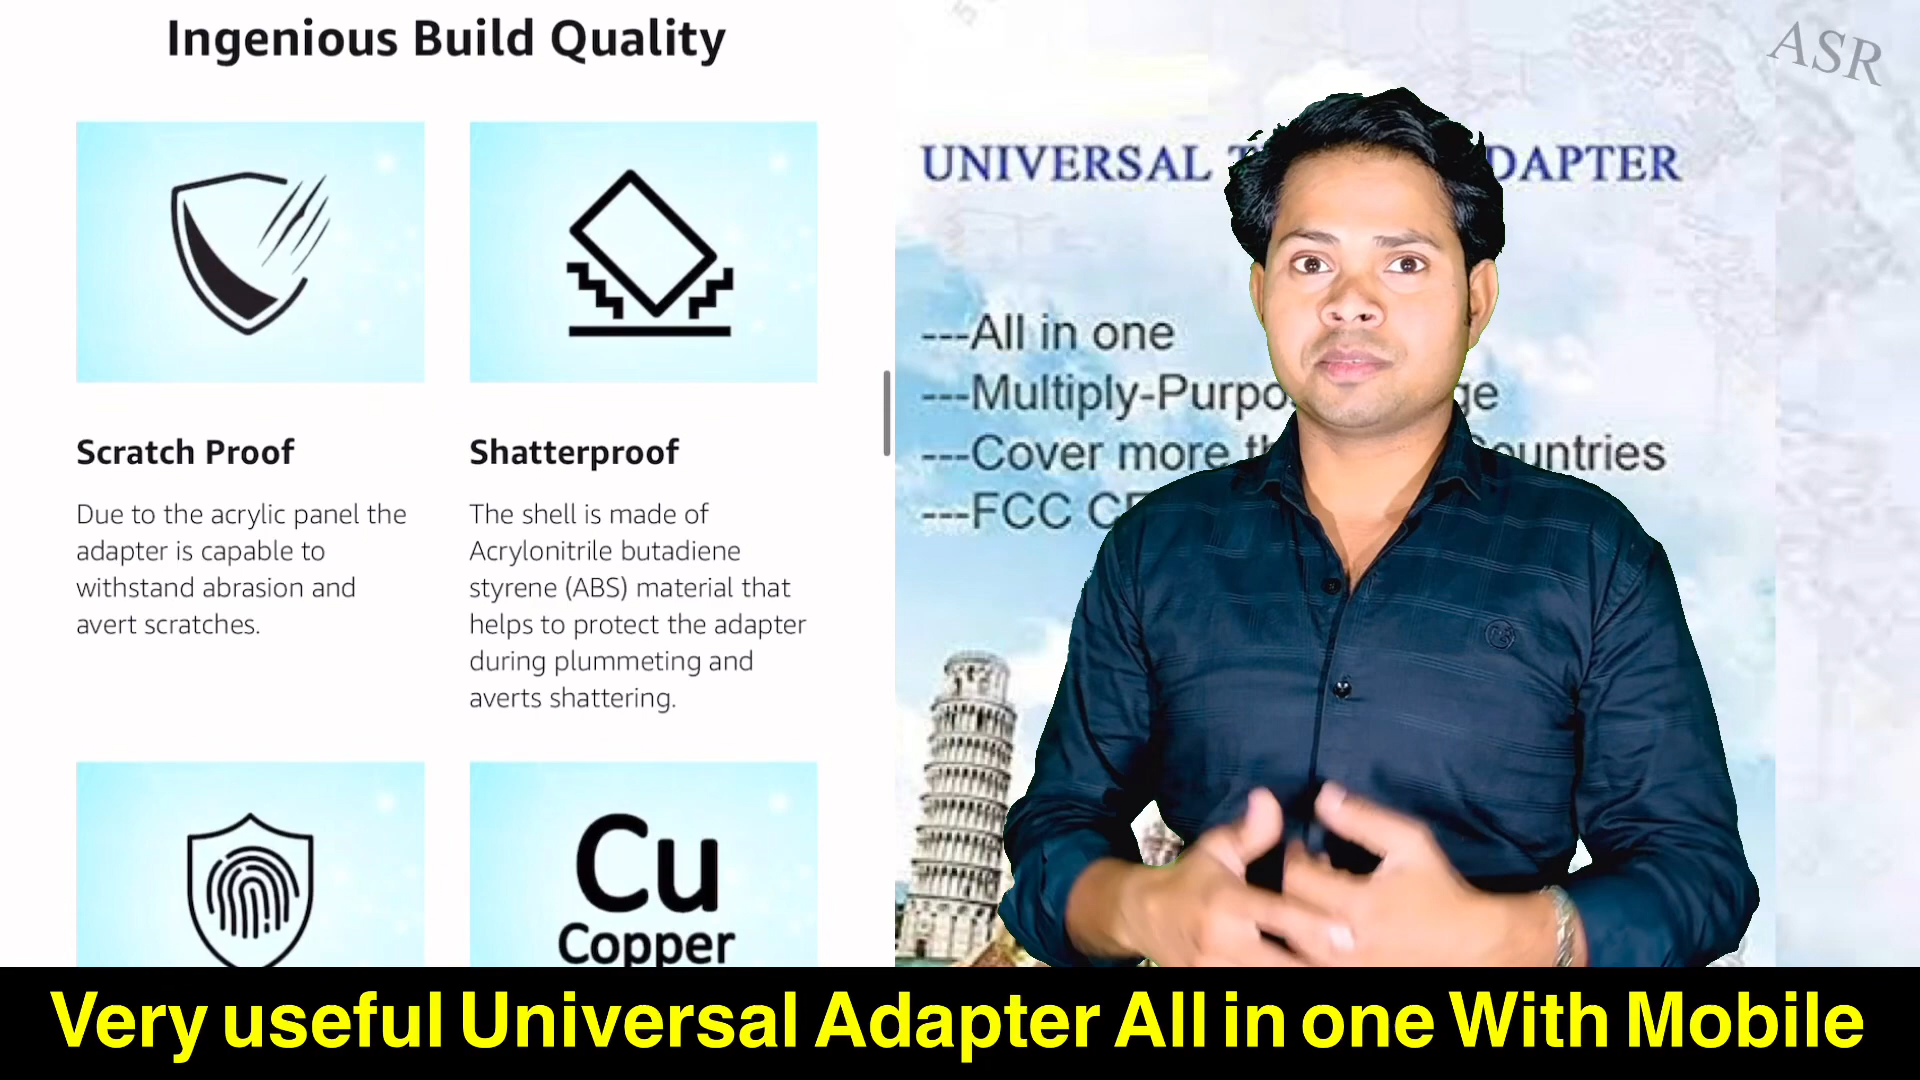 Ingenious Build Quality
Scratch Proof
Due to the acrylic panel the
adapter is capable to
withstand abrasion and
avert scratches.
Shatterproof
The shell is made of
Acrylonitrile butadiene
styrene (ABS) material that
helps to protect the adapter
during plummeting and
averts shattering.
Cu
Copper
ASR
UNIVERSAL
---All in one
---Multiply-Purpo
---Cover more
---FCC
Very useful Universal Adapter All in one With Mobile